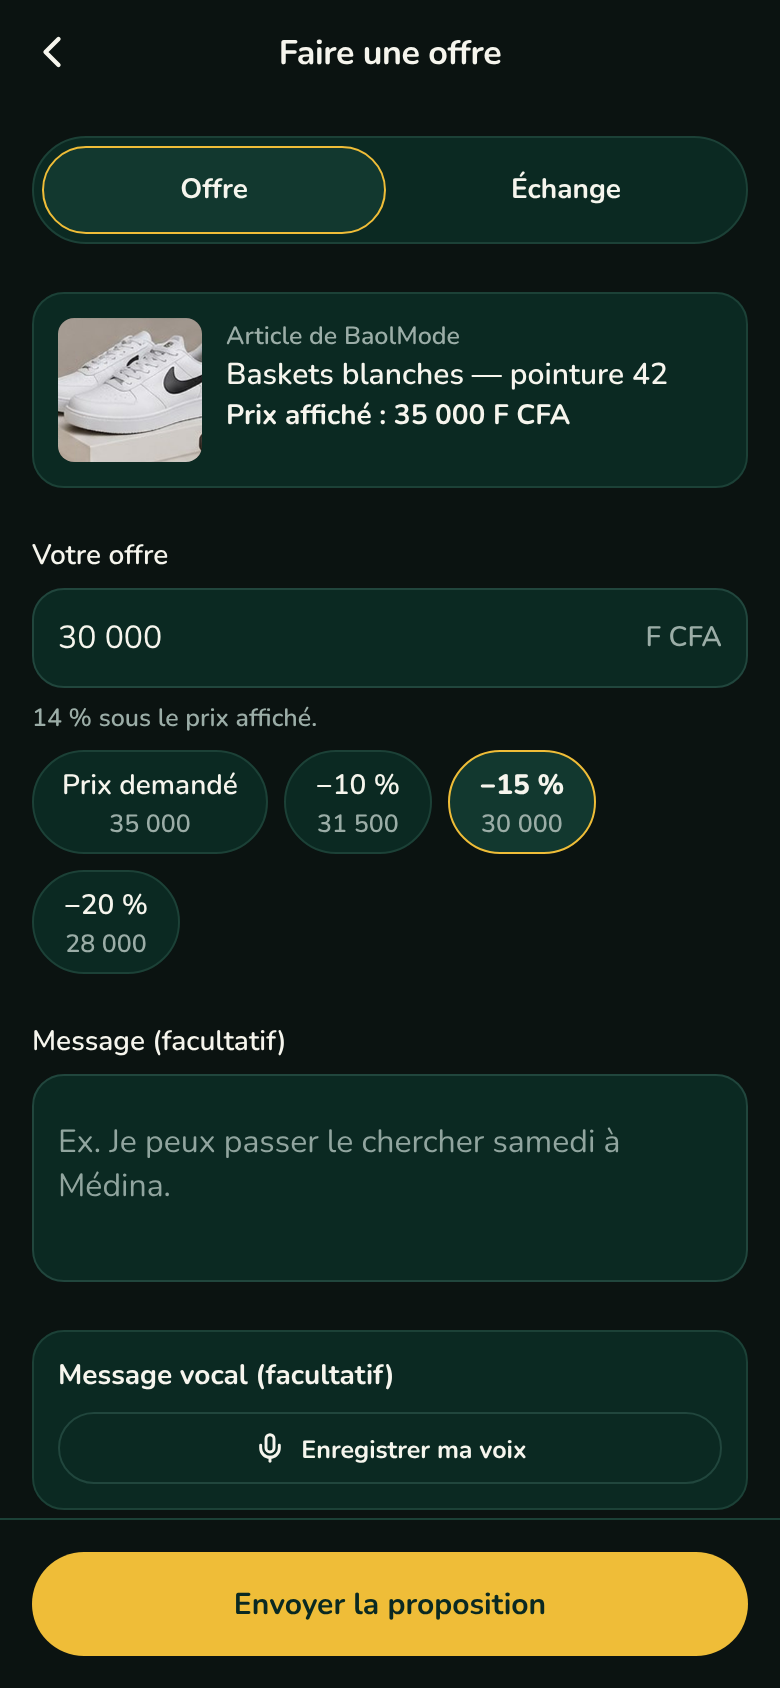 Faire une offre
Offre
Échange
Article de BaolMode
Baskets blanches — pointure 42
Prix affiché : 35 000 F CFA
Votre offre
30 000
F CFA
14 % sous le prix affiché.
Prix demandé
35 000
−10 %
31 500
−15 %
30 000
−20 %
28 000
Message (facultatif)
Ex. Je peux passer le chercher samedi à
Médina.
Message vocal (facultatif)
Enregistrer ma voix
Envoyer la proposition